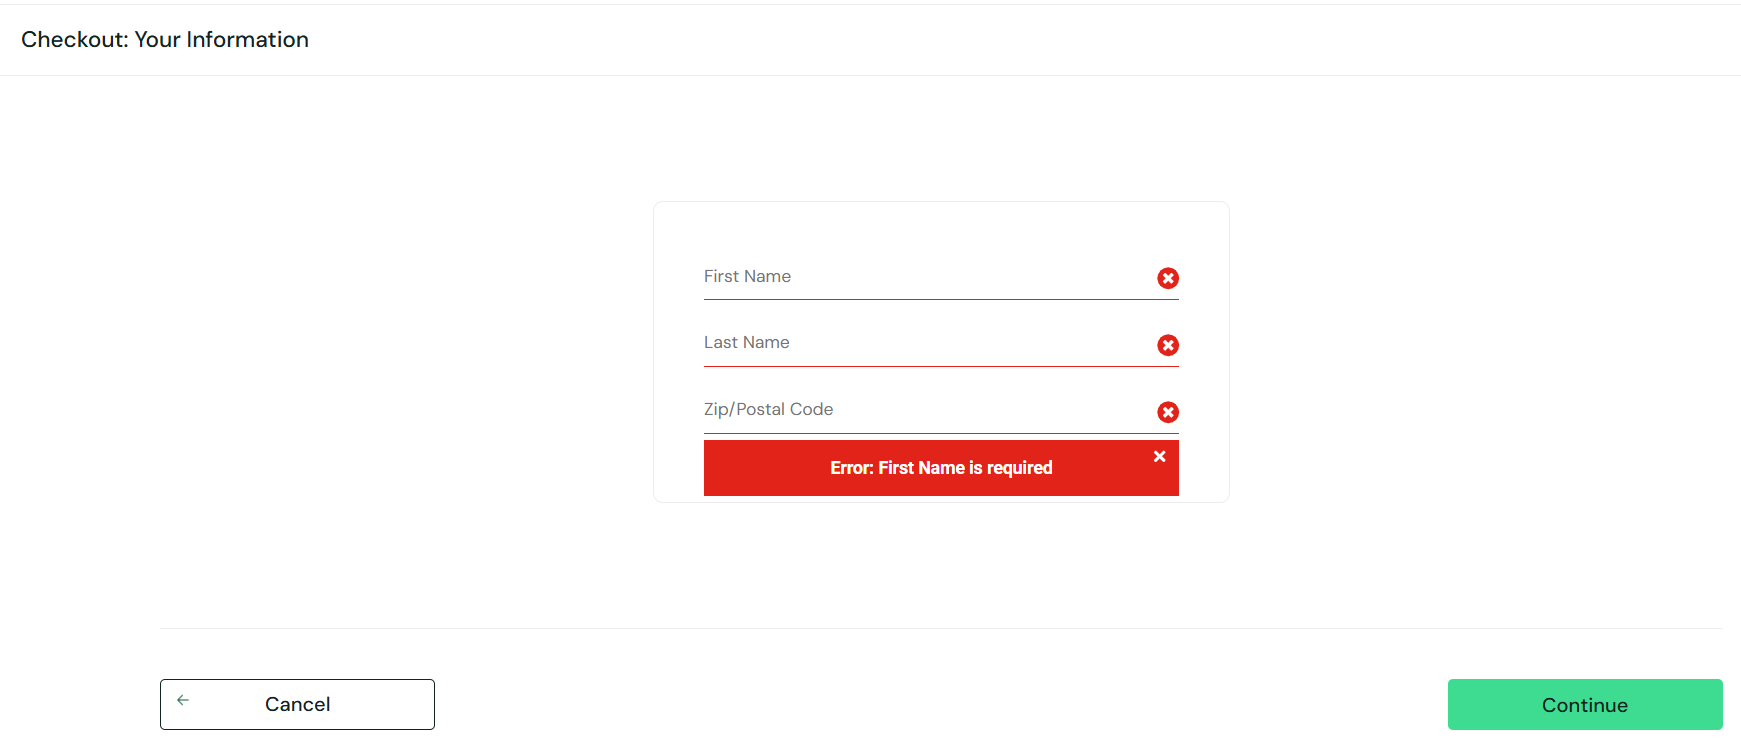 Checkout: Your Information
First Name
Last Name
Zip/Postal Code
Error: First Name is required
Cancel
Continue